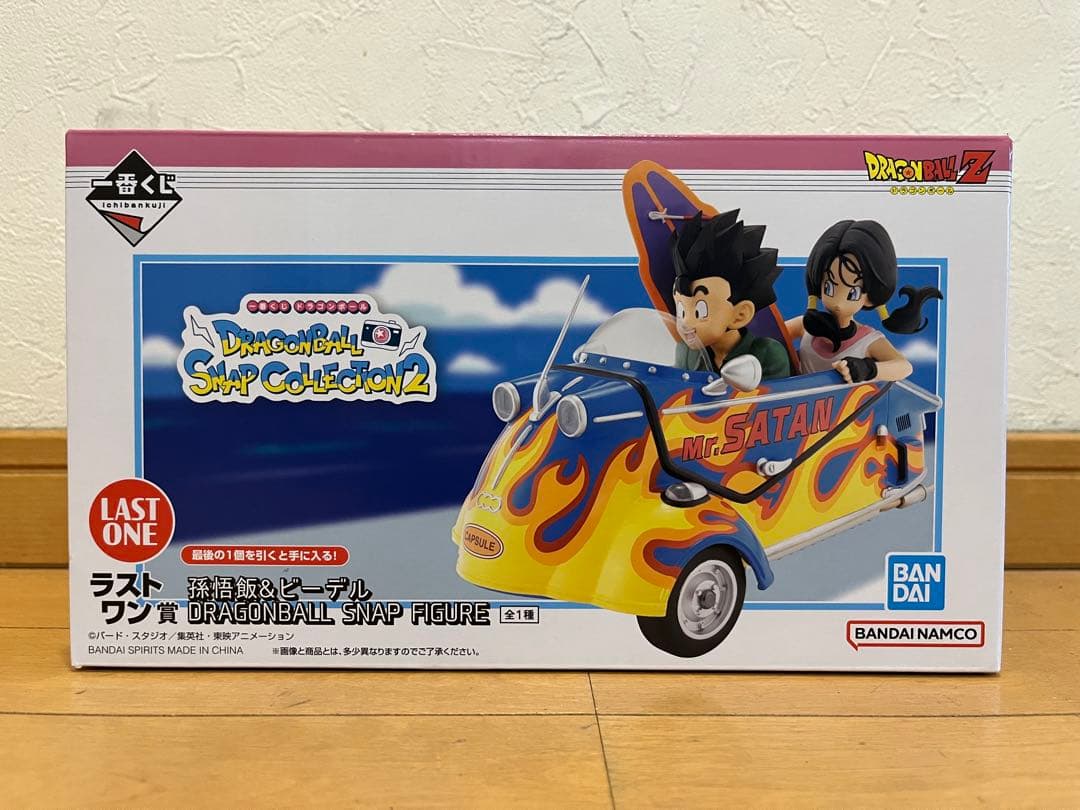 一番くじ
ichibankuji
DRAGONBALL Z
ドラゴンボール
一番くじ ドラゴンボール
DRAGONBALL
SNAP COLLECTION2
Mr.SATAN
CAPSULE
LAST
ONE
最後の1個を引くと手に入る!
ラスト
ワン賞
孫悟飯&ビーデル
DRAGONBALL SNAP FIGURE
全1種
BAN
DAI
BANDAI NAMCO
©バード・スタジオ/集英社・東映アニメーション
BANDAI SPIRITS MADE IN CHINA
※画像と商品とは、多少異なりますのでご了承ください。